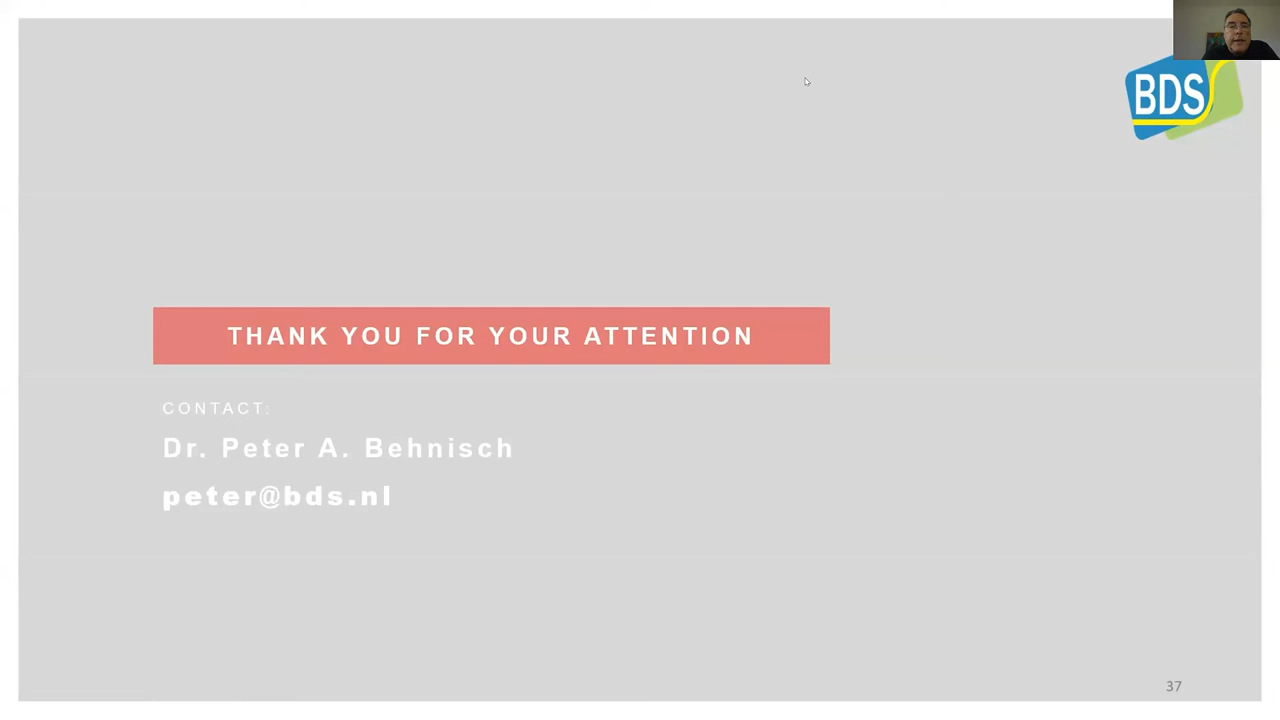 BDS
THANK YOU FOR YOUR ATTENTION
CONTACT:
Dr. Peter A. Behnisch
peter@bds.nl
37